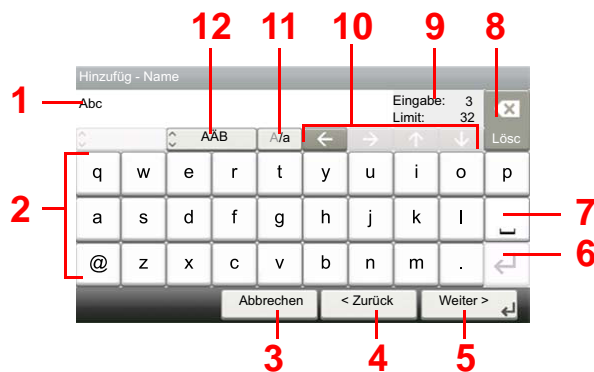 12 11 10 9 8
Hinzufüg - Name
1 Abc Eingabe: 3
Limit: 32
AÄB A/a ← → ↑ ↓ Lösc
q w e r t y u i o p
2 a s d f g h j k l 7
@ z x c v b n m . 6
Abbrechen < Zurück Weiter >
3 4 5